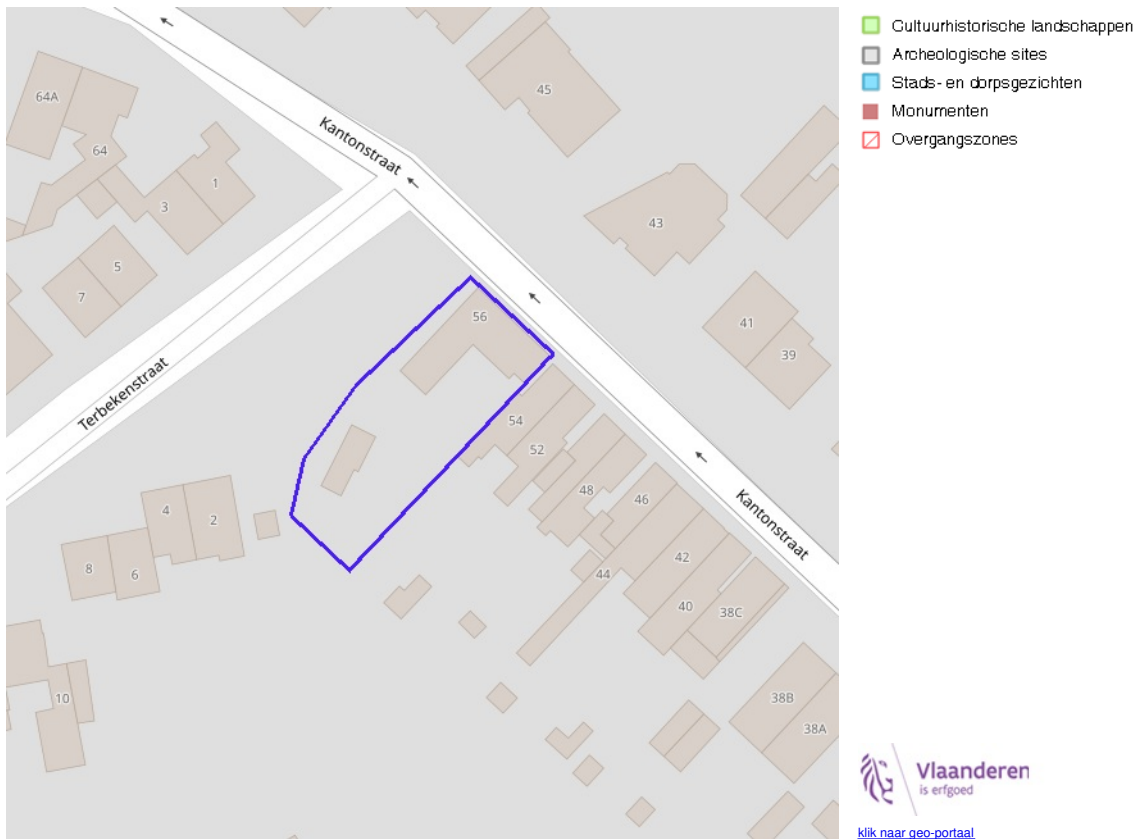 Cultuurhistorische landschappen
Archeologische sites
Stads- en dorpsgezichten
Monumenten
Overgangszones
64A
45
Kantonstraat
64
1
3
43
5
7
56
41
39
Terbekenstraat
54
52
48
46
Kantonstraat
4
2
8
6
42
44
40
38C
10
38B
38A
Vlaanderen
is erfgoed
klik naar geo-portaal